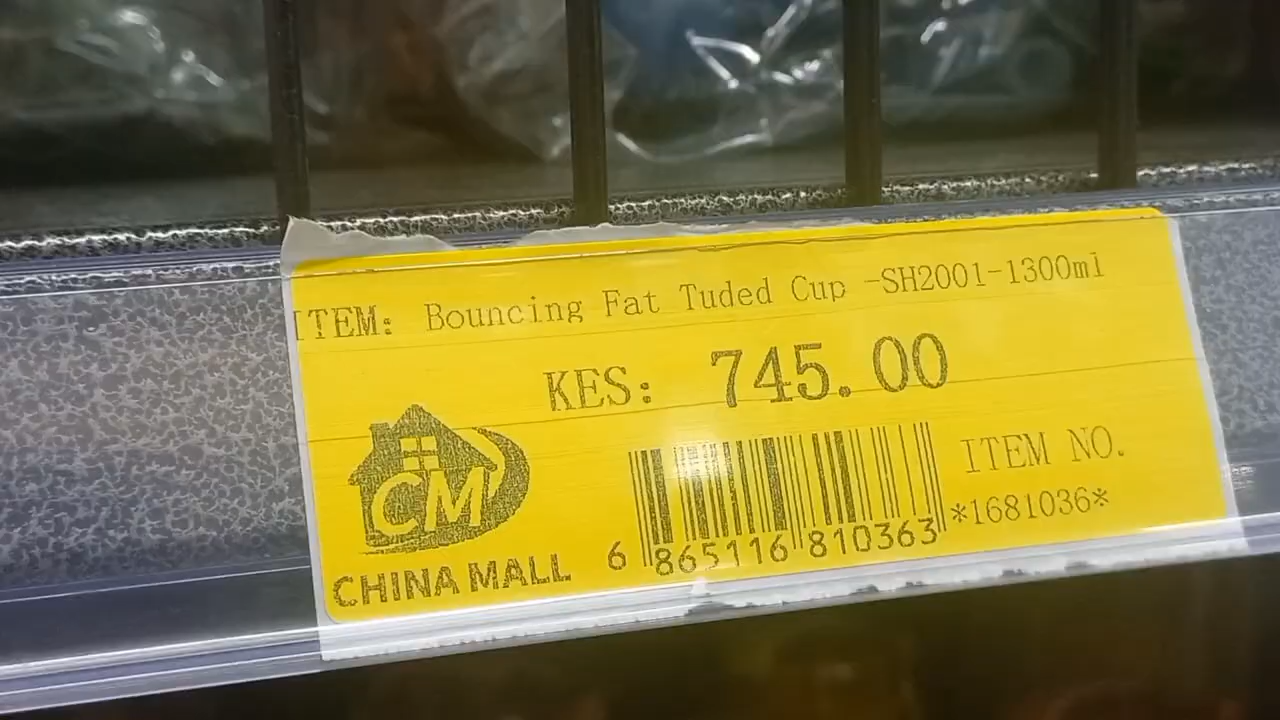 ITEM: Bouncing Fat Tuded Cup -SH2001-1300ml
KES: 745.00
CM
CHINA MALL
6 865116 810363
ITEM NO.
*1681036*